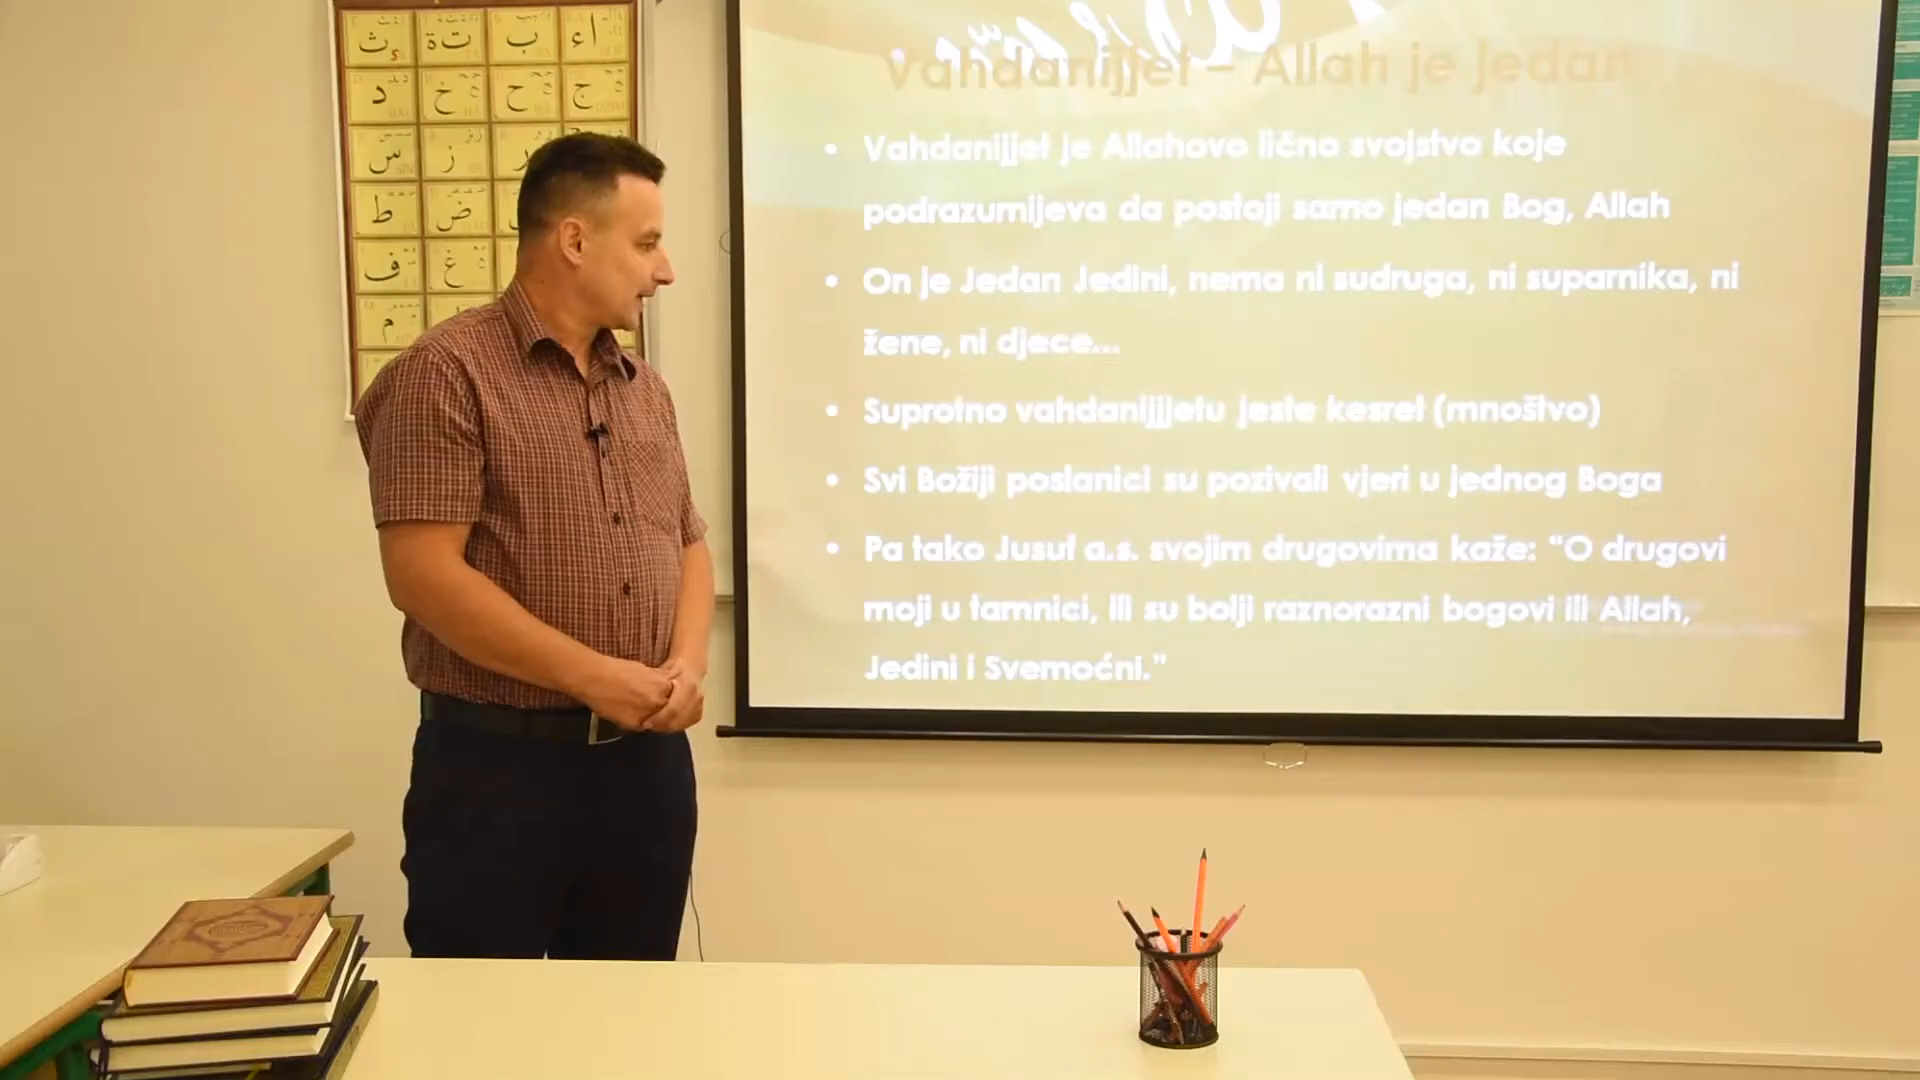 ث ت ة ب ا ء
د خ ح ج
س ز ر
ط ض
ف غ
م
Vahdanijjet – Allah je Jedan
• Vahdanijjet je Allahovo lično svojstvo koje
podrazumijeva da postoji samo jedan Bog, Allah
• On je Jedan Jedini, nema ni sudruga, ni suparnika, ni
žene, ni djece...
• Suprotno vahdanijjjetu jeste kesret (mnoštvo)
• Svi Božiji poslanici su pozivali vjeri u jednog Boga
• Pa tako Jusuf a.s. svojim drugovima kaže: “O drugovi
moji u tamnici, ili su bolji raznorazni bogovi ili Allah,
Jedini i Svemoćni.”